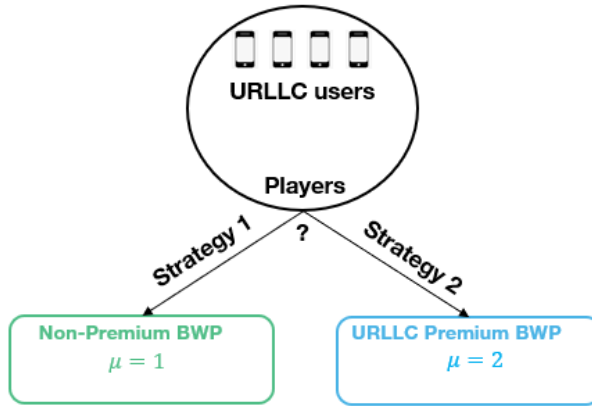 URLLC users
Players
Strategy 1
?
Strategy 2
Non-Premium BWP
μ = 1
URLLC Premium BWP
μ = 2